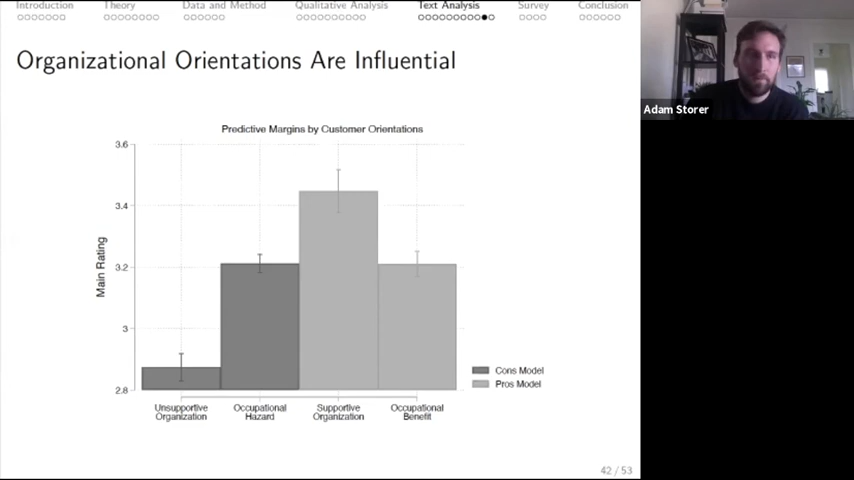 Introduction
Theory
Data and Method
Qualitative Analysis
Text Analysis
Survey
Conclusion
Organizational Orientations Are Influential
Predictive Margins by Customer Orientations
3.6
3.4
3.2
3
2.8
Main Rating
Unsupportive
Organization
Occupational
Hazard
Supportive
Organization
Occupational
Benefit
Cons Model
Pros Model
42 / 53
Adam Storer